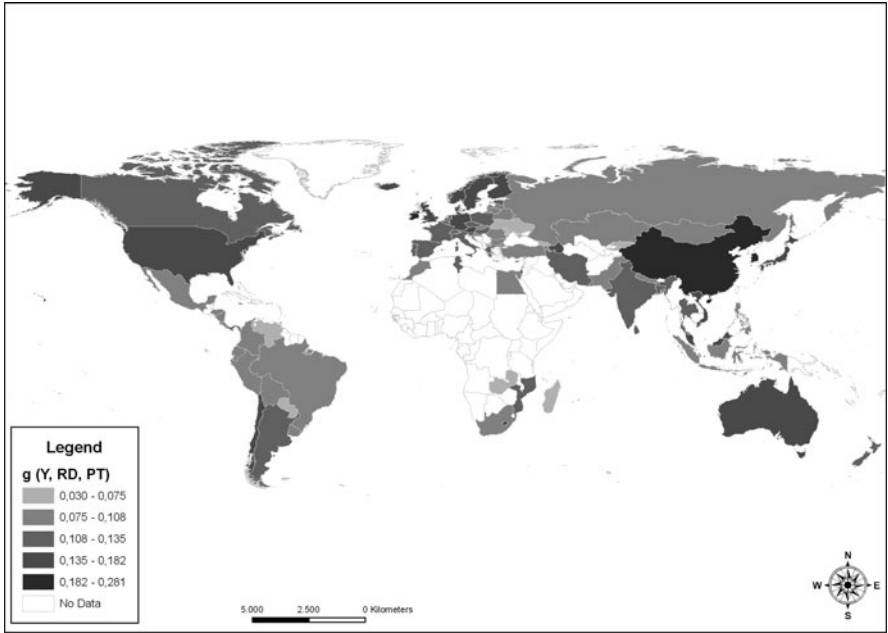 Legend
g (Y, RD, PT)
0,030 - 0,075
0,075 - 0,108
0,108 - 0,135
0,135 - 0,182
0,182 - 0,281
No Data
5.000 2.500 0 Kilometers
N
W E
S